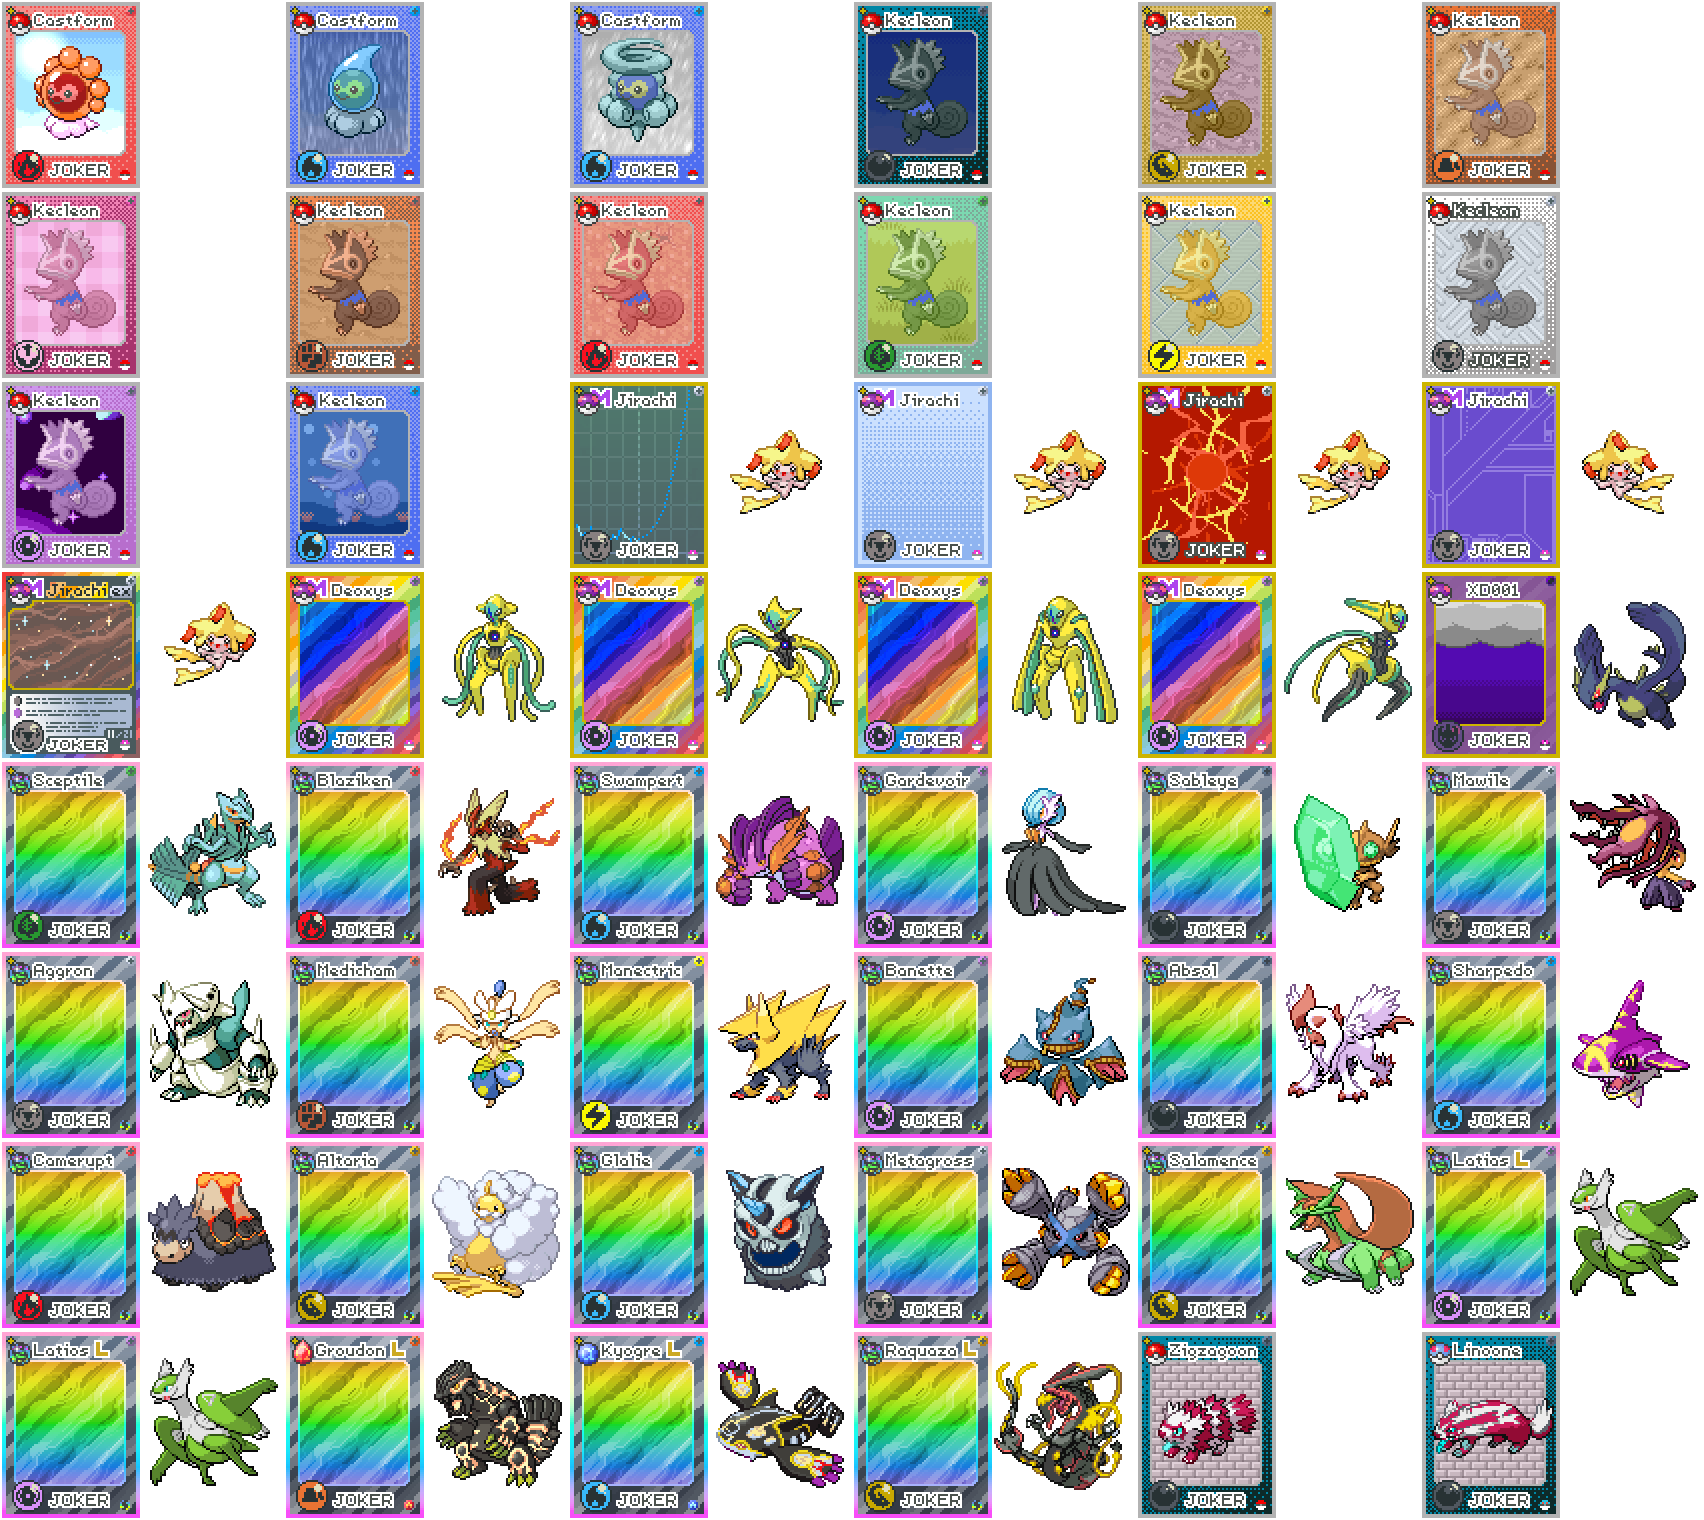 Castform
JOKER
Castform
JOKER
Castform
JOKER
Kecleon
JOKER
Kecleon
JOKER
Kecleon
JOKER
Kecleon
JOKER
Kecleon
JOKER
Kecleon
JOKER
Kecleon
JOKER
Kecleon
JOKER
Kecleon
JOKER
Kecleon
JOKER
Kecleon
JOKER
M Jirachi
JOKER
M Jirachi
JOKER
M Jirachi
JOKER
M Jirachi
JOKER
M Jirachi ex
JOKER
M Deoxys
JOKER
M Deoxys
JOKER
M Deoxys
JOKER
M Deoxys
JOKER
XD001
JOKER
Sceptile
JOKER
Blaziken
JOKER
Swampert
JOKER
Gardevoir
JOKER
Sableye
JOKER
Mawile
JOKER
Aggron
JOKER
Medicham
JOKER
Manectric
JOKER
Banette
JOKER
Absol
JOKER
Sharpedo
JOKER
Camerupt
JOKER
Altaria
JOKER
Glalie
JOKER
Metagross
JOKER
Salamence
JOKER
Latias L
JOKER
Latios L
JOKER
Groudon L
JOKER
Kyogre L
JOKER
Rayquaza L
JOKER
Zigzagoon
JOKER
Linoone
JOKER